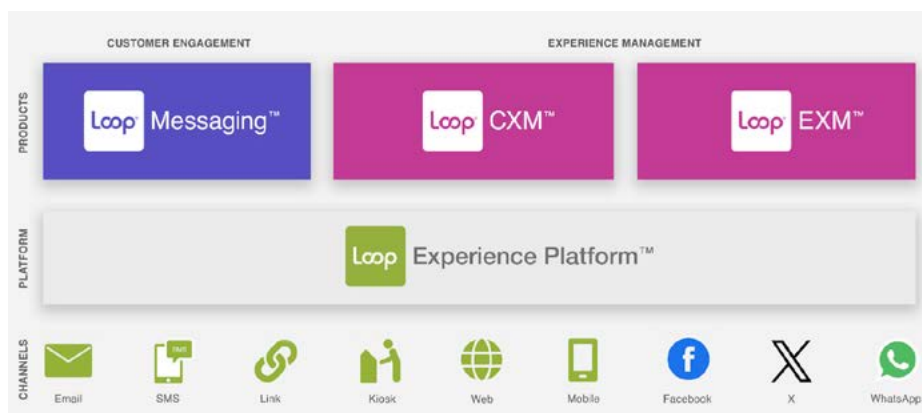 CUSTOMER ENGAGEMENT
EXPERIENCE MANAGEMENT
PRODUCTS
Loop Messaging™
Loop CXM™
Loop EXM™
PLATFORM
Loop Experience Platform™
CHANNELS
SMS
Email
SMS
Link
Kiosk
Web
Mobile
Facebook
X
WhatsApp